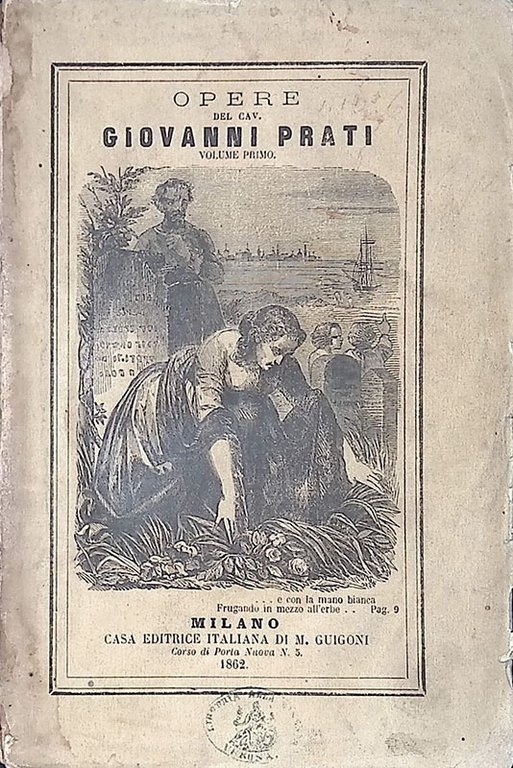 OPERE
DEL CAV.
GIOVANNI PRATI
VOLUME PRIMO.
. . . e con la mano bianca
Frugando in mezzo all'erbe . . Pag. 9
MILANO
CASA EDITRICE ITALIANA DI M. GUIGONI
Corso di Porta Nuova N. 5.
1862.